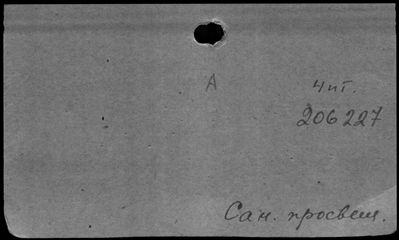 А
чит.
206227
Сан. просвещ.